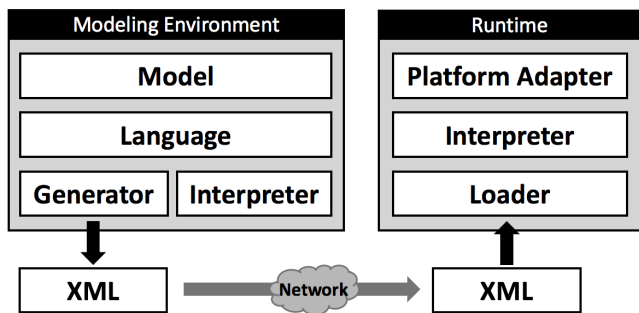 Modeling Environment
Model
Language
Generator
Interpreter
XML
Network
Runtime
Platform Adapter
Interpreter
Loader
XML